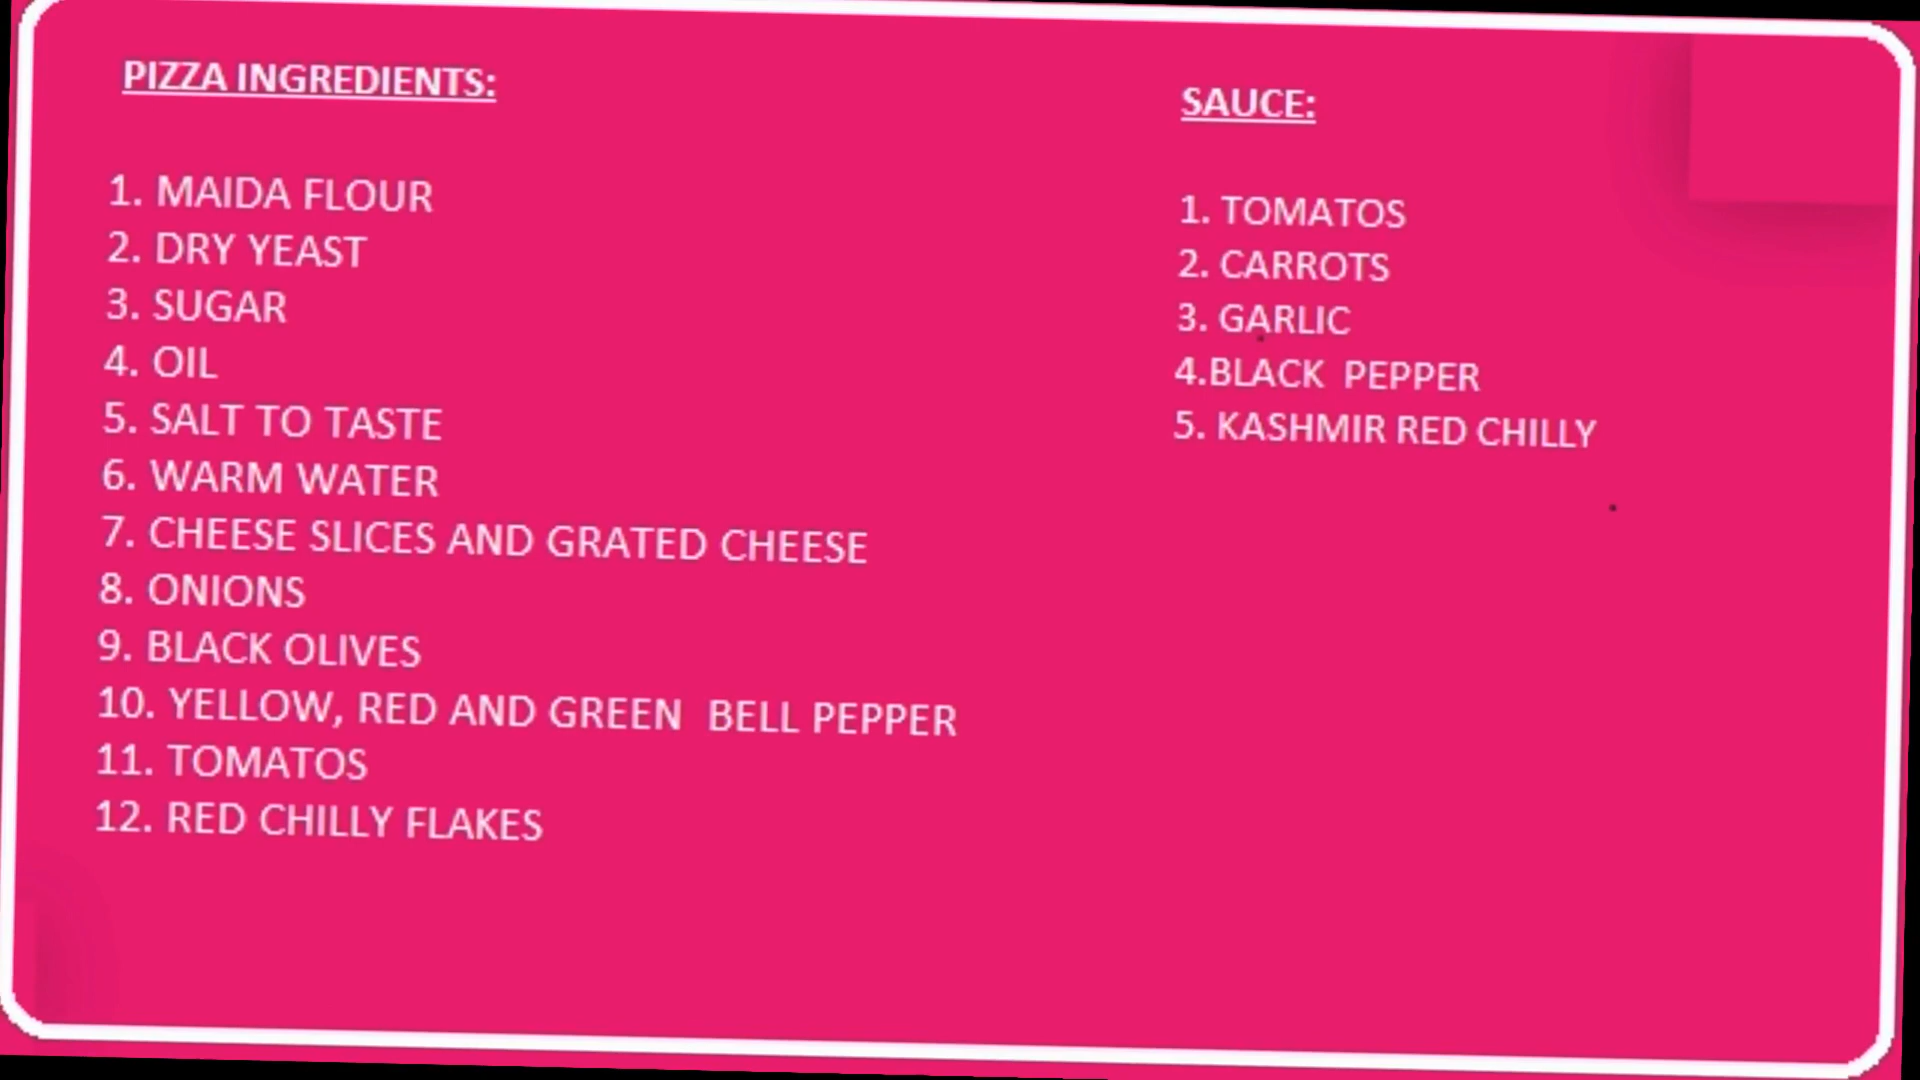 PIZZA INGREDIENTS:
1. MAIDA FLOUR
2. DRY YEAST
3. SUGAR
4. OIL
5. SALT TO TASTE
6. WARM WATER
7. CHEESE SLICES AND GRATED CHEESE
8. ONIONS
9. BLACK OLIVES
10. YELLOW, RED AND GREEN  BELL PEPPER
11. TOMATOS
12. RED CHILLY FLAKES
SAUCE:
1. TOMATOS
2. CARROTS
3. GARLIC
4.BLACK  PEPPER
5. KASHMIR RED CHILLY